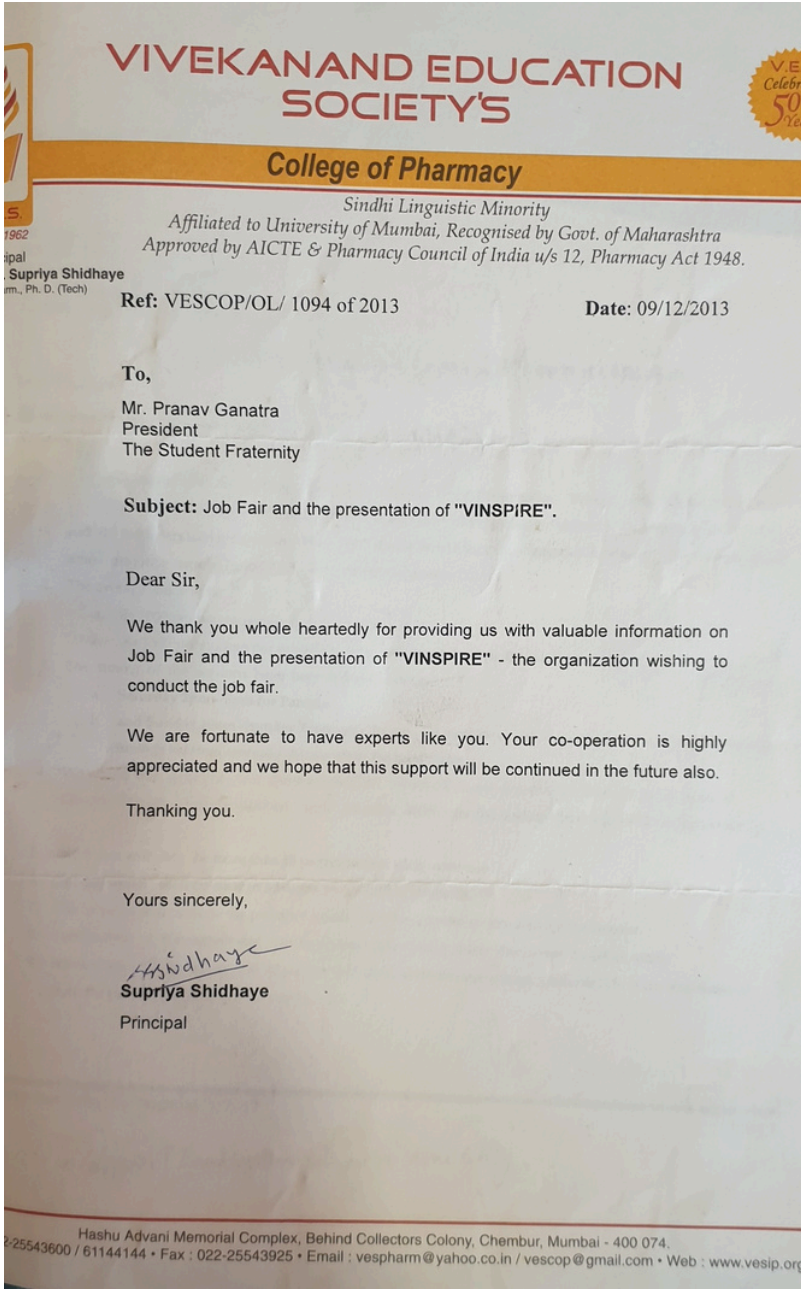 VIVEKANAND EDUCATION
SOCIETY'S
College of Pharmacy
Sindhi Linguistic Minority
Affiliated to University of Mumbai, Recognised by Govt. of Maharashtra
Approved by AICTE & Pharmacy Council of India u/s 12, Pharmacy Act 1948.
V.E
50
1962
Supriya Shidhaye
Ph. D. (Tech)
Ref: VESCOP/OL/ 1094 of 2013 Date: 09/12/2013
To,
Mr. Pranav Ganatra
President
The Student Fraternity
Subject: Job Fair and the presentation of "VINSPIRE".
Dear Sir,
We thank you whole heartedly for providing us with valuable information on
Job Fair and the presentation of "VINSPIRE" - the organization wishing to
conduct the job fair.
We are fortunate to have experts like you. Your co-operation is highly
appreciated and we hope that this support will be continued in the future also.
Thanking you.
Yours sincerely,
Supriya Shidhaye
Principal
Hashu Advani Memorial Complex, Behind Collectors Colony, Chembur, Mumbai - 400 074.
2-25543600 / 61144144 • Fax : 022-25543925 • Email : vespharm@yahoo.co.in / vescop@gmail.com • Web : www.vesip.org